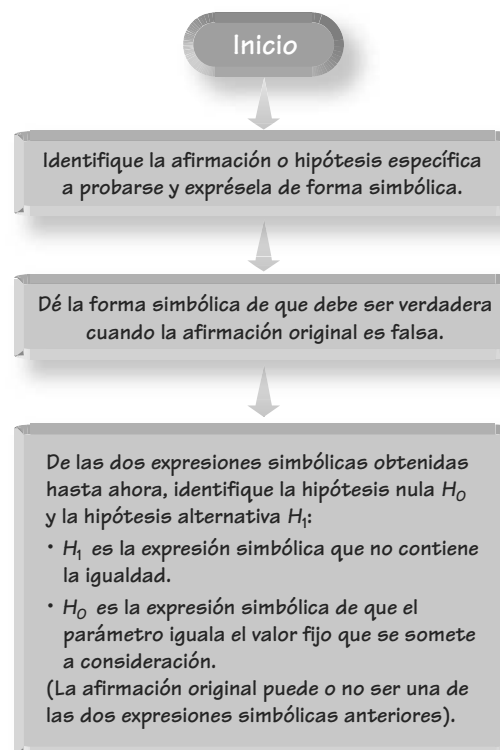 Inicio
Identifique la afirmación o hipótesis específica
a probarse y exprésela de forma simbólica.
Dé la forma simbólica de que debe ser verdadera
cuando la afirmación original es falsa.
De las dos expresiones simbólicas obtenidas
hasta ahora, identifique la hipótesis nula H₀
y la hipótesis alternativa H₁:
• H₁ es la expresión simbólica que no contiene
la igualdad.
• H₀ es la expresión simbólica de que el
parámetro iguala el valor fijo que se somete
a consideración.
(La afirmación original puede o no ser una de
las dos expresiones simbólicas anteriores).